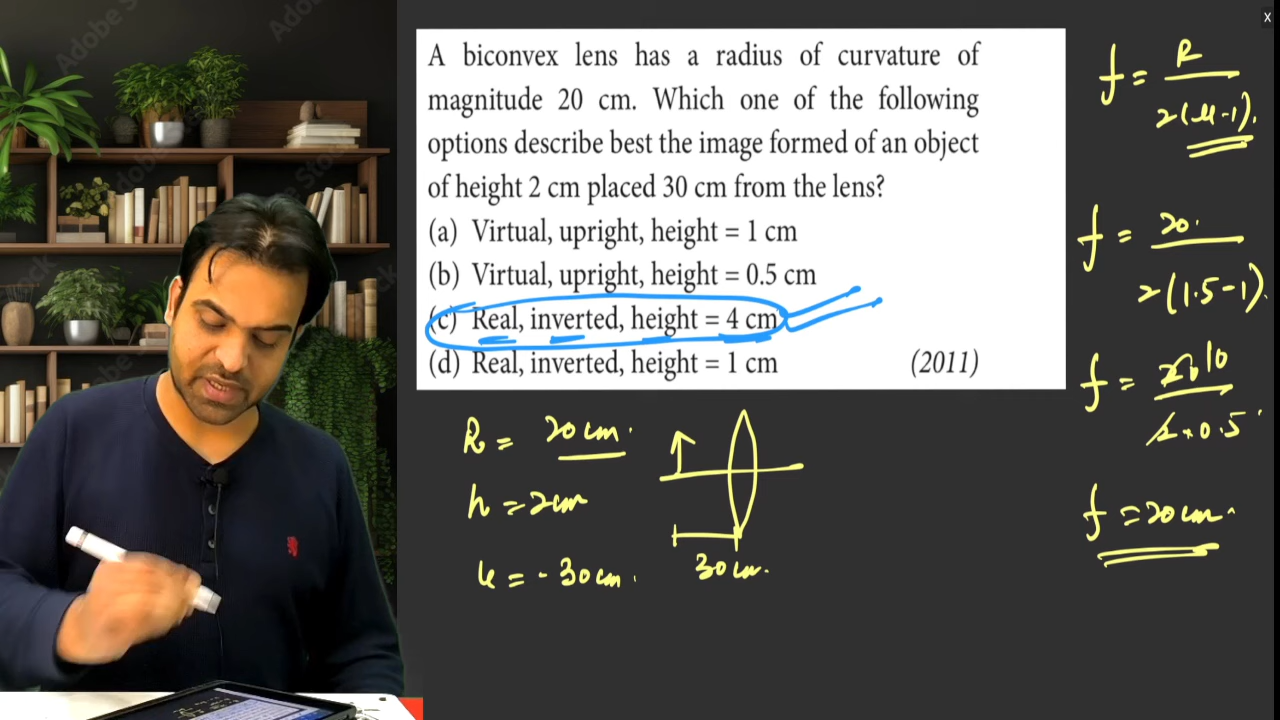 X
A biconvex lens has a radius of curvature of
magnitude 20 cm. Which one of the following
options describe best the image formed of an object
of height 2 cm placed 30 cm from the lens?
(a) Virtual, upright, height = 1 cm
(b) Virtual, upright, height = 0.5 cm
(c) Real, inverted, height = 4 cm
(d) Real, inverted, height = 1 cm (2011)
R = 20 cm.
h = 2cm
u = - 30 cm.
30 cm.
f = R / 2(μ-1).
f = 20. / 2(1.5-1).
f = 20 10 / 2 × 0.5
f = 20 cm.
Adobe Stock